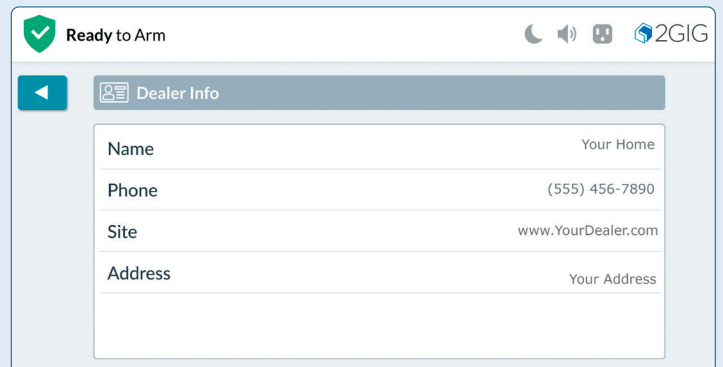 Ready to Arm
2GIG
Dealer Info
Name Your Home
Phone (555) 456-7890
Site www.YourDealer.com
Address Your Address